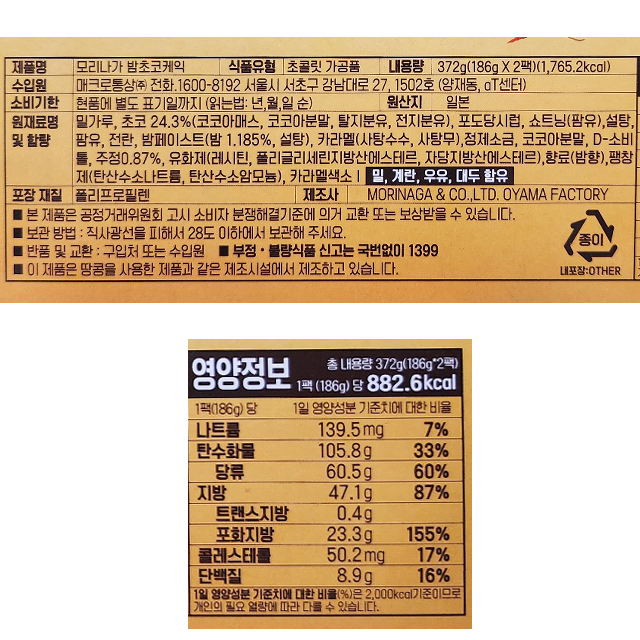 제품명 모리나가 밤초코케익 식품유형 초콜릿 가공품 내용량 372g(186g X 2팩)(1,765.2kcal)
수입원 매크로통상㈜ 전화.1600-8192 서울시 서초구 강남대로 27, 1502호 (양재동, aT센터)
소비기한 현품에 별도 표기일까지 (읽는법: 년,월,일 순) 원산지 일본
원재료명 밀가루, 초코 24.3%(코코아매스, 코코아분말, 탈지분유, 전지분유), 포도당시럽, 쇼트닝(팜유),설탕,
및 함량 팜유, 전란, 밤페이스트(밤 1.185%, 설탕), 카라멜(사탕수수, 사탕무),정제소금, 코코아분말, D-소비
톨, 주정0.87%, 유화제(레시틴, 폴리글리세린지방산에스테르, 자당지방산에스테르),향료(밤향), 팽창
제(탄산수소나트륨, 탄산수소암모늄), 카라멜색소 I 밀, 계란, 우유, 대두 함유
포장 재질 폴리프로필렌 제조사 MORINAGA & CO.,LTD. OYAMA FACTORY
■ 본 제품은 공정거래위원회 고시 소비자 분쟁해결기준에 의거 교환 또는 보상받을 수 있습니다.
■ 보관 방법 : 직사광선을 피해서 28도 이하에서 보관해 주세요.
■ 반품 및 교환 : 구입처 또는 수입원 ■ 부정·불량식품 신고는 국번없이 1399
■ 이 제품은 땅콩을 사용한 제품과 같은 제조시설에서 제조하고 있습니다.
종이
내포장:OTHER
영양정보 총 내용량 372g(186g*2팩)
1팩 (186g) 당 882.6kcal
1팩(186g) 당 1일 영양성분 기준치에 대한 비율
나트륨 139.5mg 7%
탄수화물 105.8g 33%
당류 60.5g 60%
지방 47.1g 87%
트랜스지방 0.4g
포화지방 23.3g 155%
콜레스테롤 50.2mg 17%
단백질 8.9g 16%
1일 영양성분 기준치에 대한 비율(%)은 2,000kcal기준이므로
개인의 필요 열량에 따라 다를 수 있습니다.